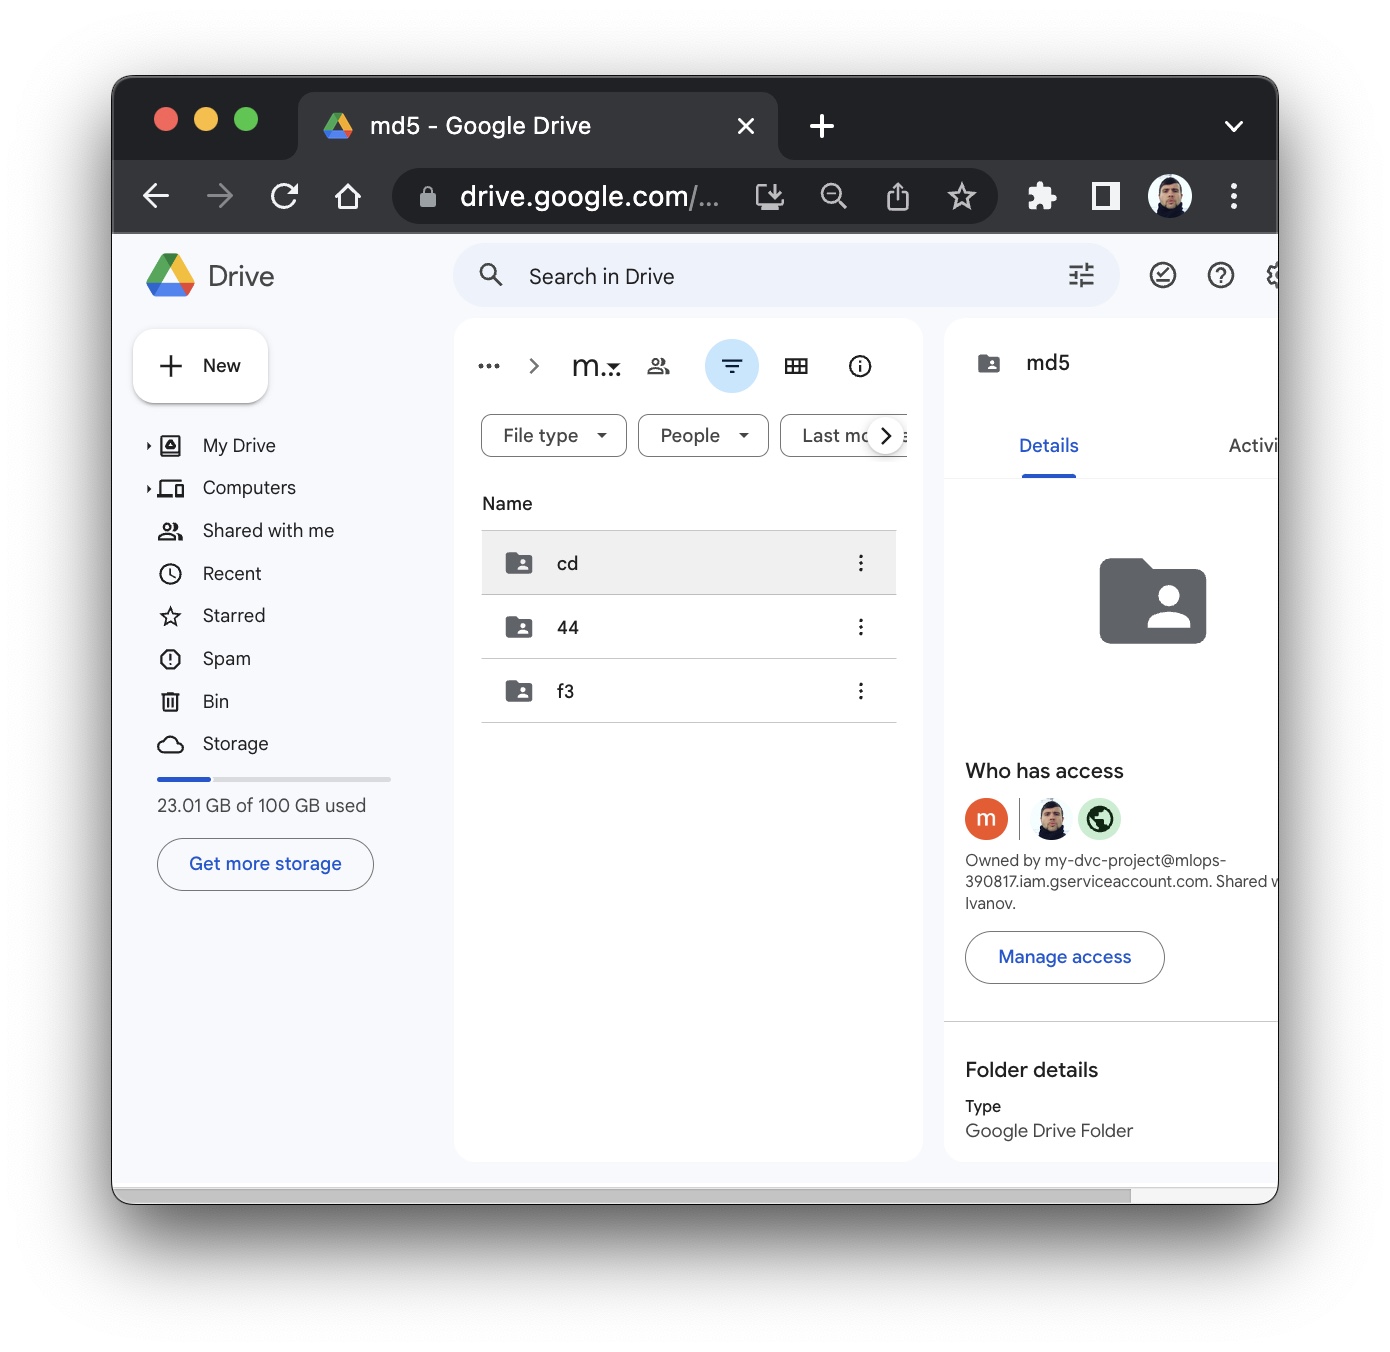 md5 - Google Drive
drive.google.com/...
Drive
Search in Drive
New
My Drive
Computers
Shared with me
Recent
Starred
Spam
Bin
Storage
23.01 GB of 100 GB used
Get more storage
m...
File type
People
Last mo
Name
cd
44
f3
md5
Details
Activi
Who has access
m
Owned by my-dvc-project@mlops-
390817.iam.gserviceaccount.com. Shared w
Ivanov.
Manage access
Folder details
Type
Google Drive Folder